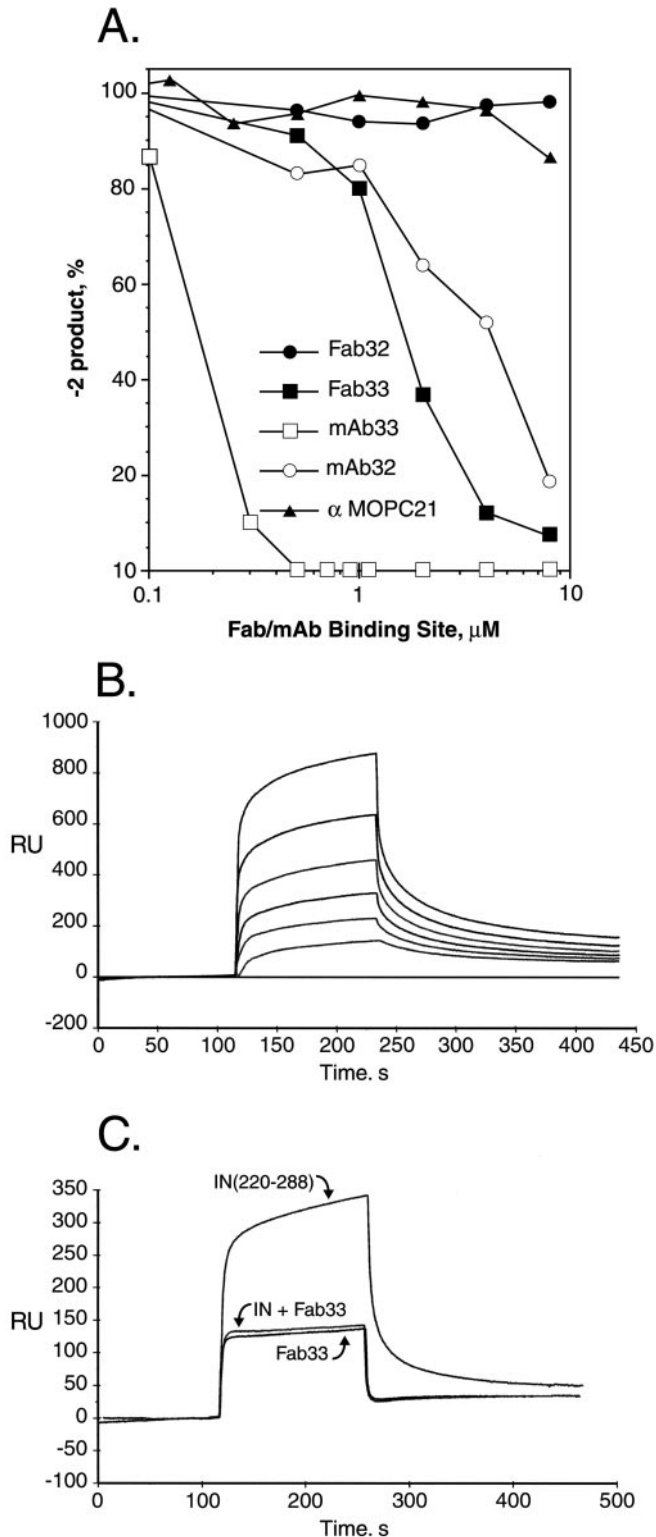 A.
100
80
60
40
20
10
0.1
1
10
-2 product, %
Fab32
Fab33
mAb33
mAb32
α MOPC21
Fab/mAb Binding Site, µM
B.
1000
800
600
400
200
0
-200
RU
0
50
100
150
200
250
300
350
400
450
Time. s
C.
350
300
250
200
150
100
50
0
-50
-100
RU
IN(220-288)
IN + Fab33
Fab33
0
100
200
300
400
500
Time. s